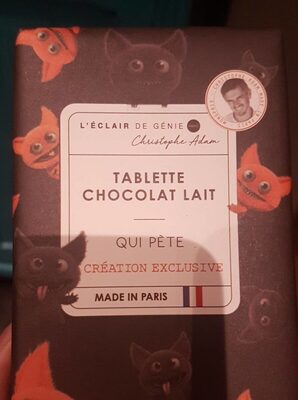 L'ÉCLAIR DE GÉNIE
Christophe Adam
TABLETTE
CHOCOLAT LAIT
QUI PÈTE
CRÉATION EXCLUSIVE
MADE IN PARIS